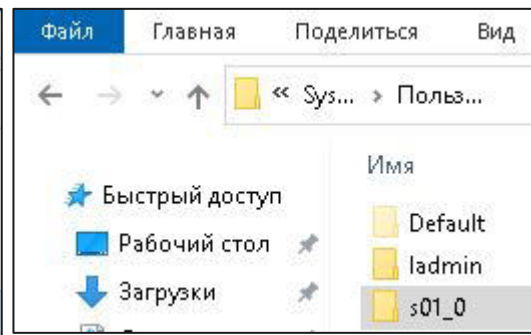 Файл Главная Поделиться Вид
« Sys... > Польз...
Имя
Быстрый доступ
Default
Рабочий стол
ladmin
Загрузки
s01_0